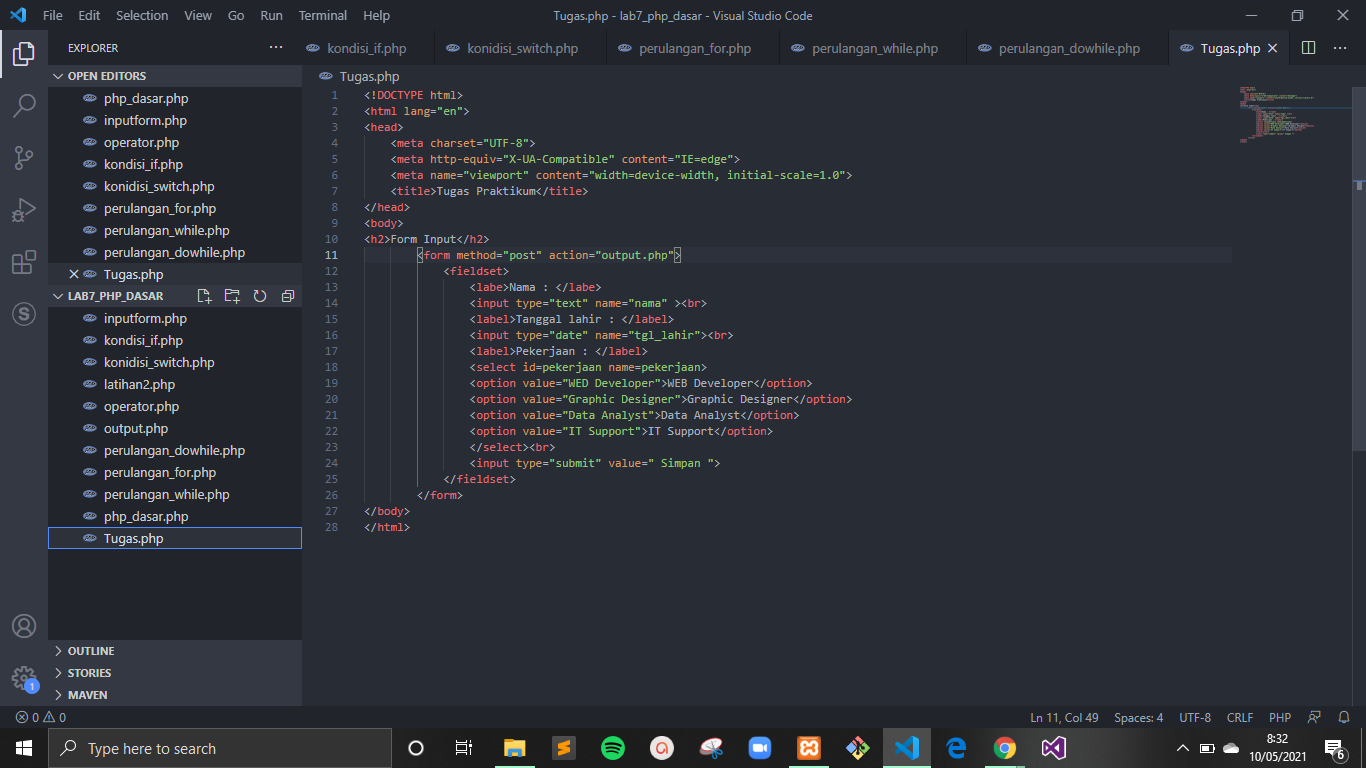 File Edit Selection View Go Run Terminal Help Tugas.php - lab7_php_dasar - Visual Studio Code
EXPLORER
kondisi_if.php konidisi_switch.php perulangan_for.php perulangan_while.php perulangan_dowhile.php Tugas.php
OPEN EDITORS
php_dasar.php
inputform.php
operator.php
kondisi_if.php
konidisi_switch.php
perulangan_for.php
perulangan_while.php
perulangan_dowhile.php
Tugas.php
LAB7_PHP_DASAR
inputform.php
kondisi_if.php
konidisi_switch.php
latihan2.php
operator.php
output.php
perulangan_dowhile.php
perulangan_for.php
perulangan_while.php
php_dasar.php
Tugas.php
OUTLINE
STORIES
MAVEN
Tugas.php
1 <!DOCTYPE html>
2 <html lang="en">
3 <head>
4 <meta charset="UTF-8">
5 <meta http-equiv="X-UA-Compatible" content="IE=edge">
6 <meta name="viewport" content="width=device-width, initial-scale=1.0">
7 <title>Tugas Praktikum</title>
8 </head>
9 <body>
10 <h2>Form Input</h2>
11 <form method="post" action="output.php">
12 <fieldset>
13 <labe>Nama : </labe>
14 <input type="text" name="nama" ><br>
15 <label>Tanggal lahir : </label>
16 <input type="date" name="tgl_lahir"><br>
17 <label>Pekerjaan : </label>
18 <select id=pekerjaan name=pekerjaan>
19 <option value="WED Developer">WEB Developer</option>
20 <option value="Graphic Designer">Graphic Designer</option>
21 <option value="Data Analyst">Data Analyst</option>
22 <option value="IT Support">IT Support</option>
23 </select><br>
24 <input type="submit" value=" Simpan ">
25 </fieldset>
26 </form>
27 </body>
28 </html>
1
0 0 Ln 11, Col 49 Spaces: 4 UTF-8 CRLF PHP
Type here to search
8:32
10/05/2021
6